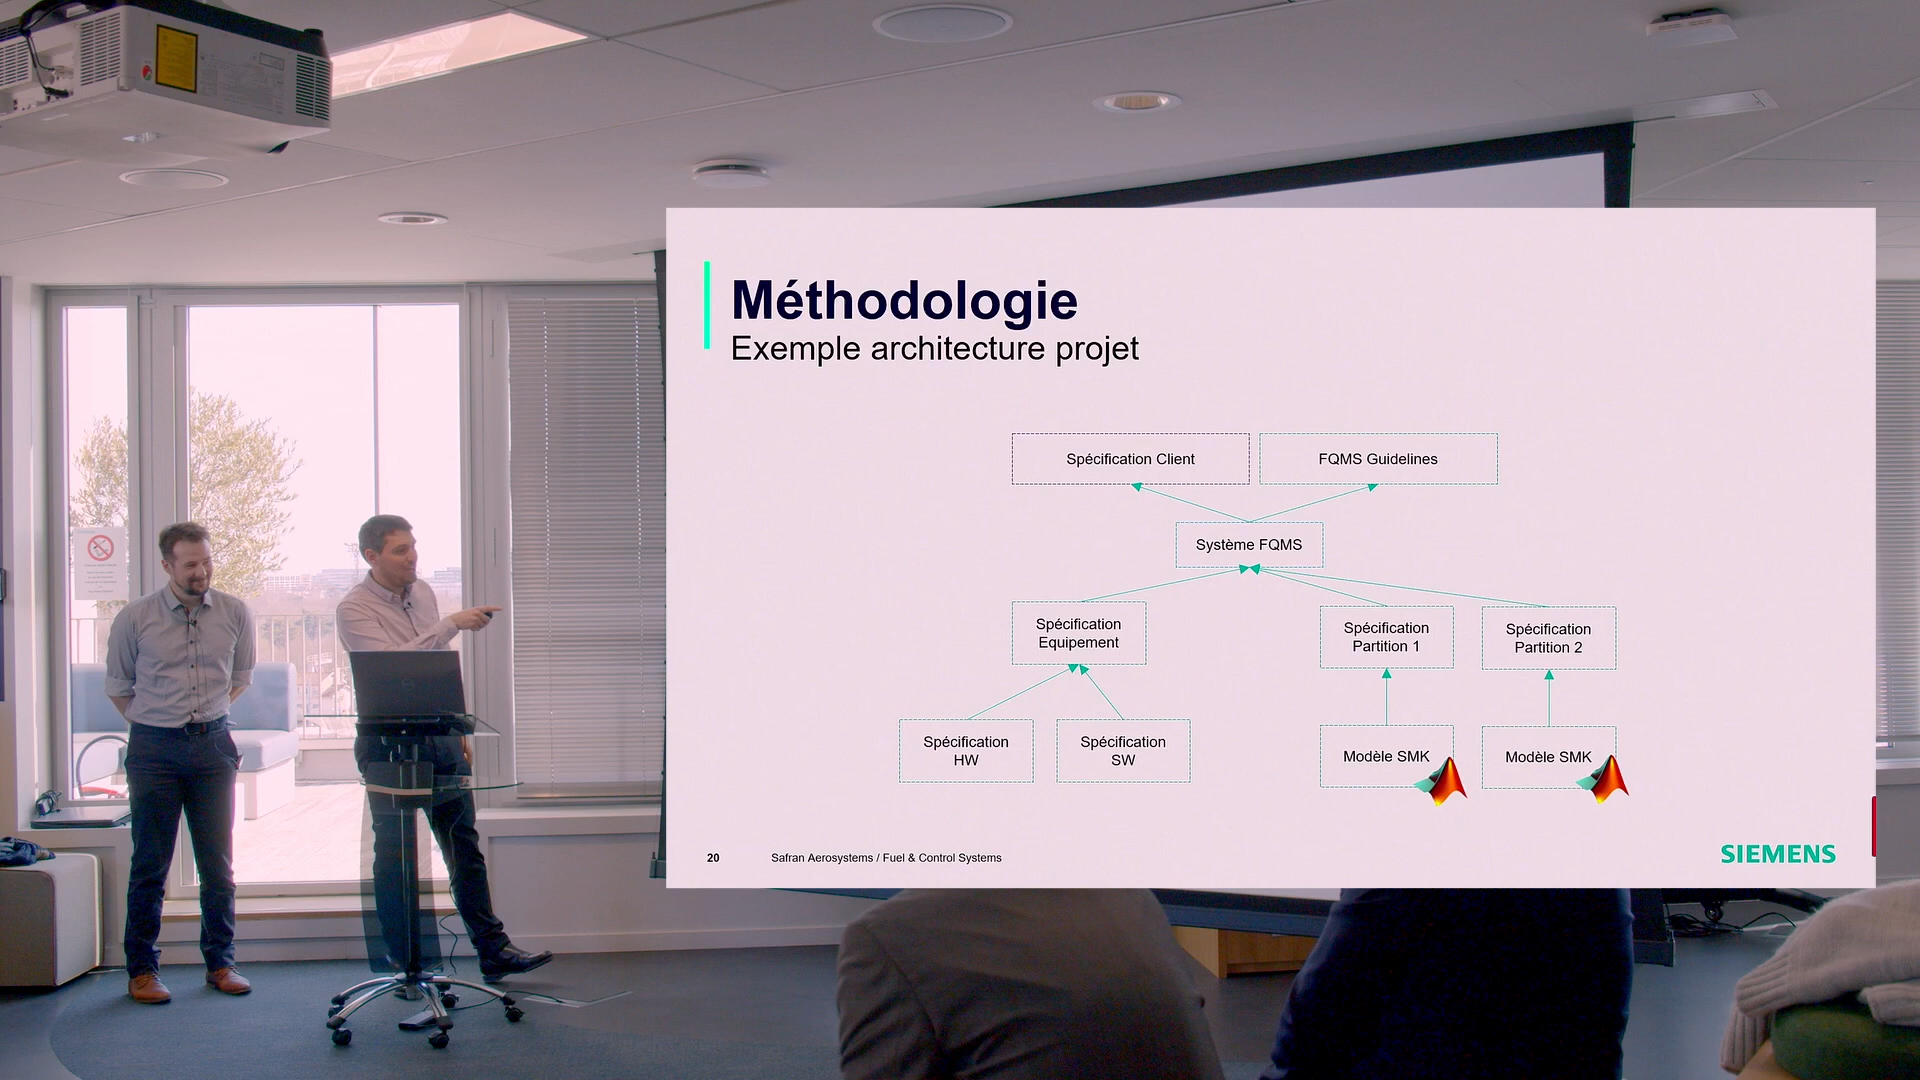 Méthodologie
Exemple architecture projet
Spécification Client
FQMS Guidelines
Système FQMS
Spécification
Equipement
Spécification
Partition 1
Spécification
Partition 2
Spécification
HW
Spécification
SW
Modèle SMK
Modèle SMK
20
Safran Aerosystems / Fuel & Control Systems
SIEMENS